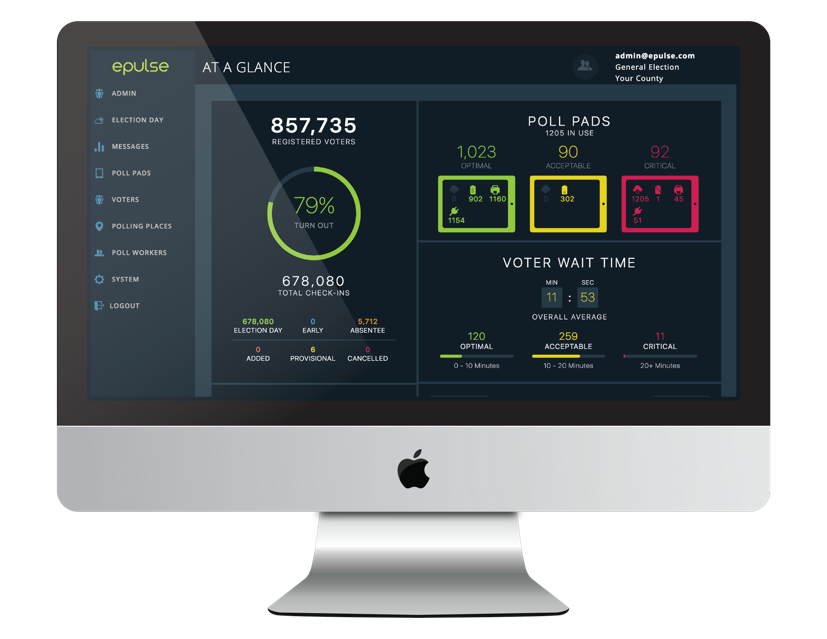 epulse
AT A GLANCE
admin@epulse.com
General Election
Your County
ADMIN
ELECTION DAY
MESSAGES
POLL PADS
VOTERS
POLLING PLACES
POLL WORKERS
SYSTEM
LOGOUT
857,735
REGISTERED VOTERS
79%
TURN OUT
678,080
TOTAL CHECK-INS
678,080 0 5,712
ELECTION DAY EARLY ABSENTEE
0 6 0
ADDED PROVISIONAL CANCELLED
POLL PADS
1205 IN USE
1,023 90 92
OPTIMAL ACCEPTABLE CRITICAL
0 902 1160 0 302 1205 1 45
1154 51
VOTER WAIT TIME
MIN SEC
11 : 53
OVERALL AVERAGE
120 259 11
OPTIMAL ACCEPTABLE CRITICAL
0 - 10 Minutes 10 - 20 Minutes 20+ Minutes